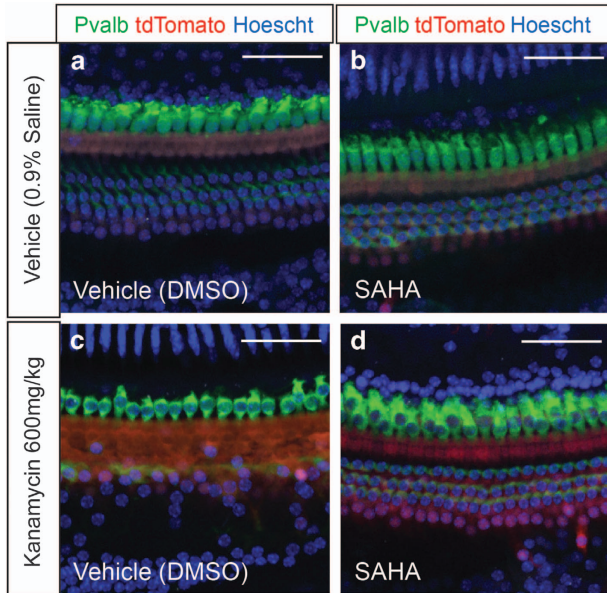 Pvalb tdTomato Hoescht
Pvalb tdTomato Hoescht
Vehicle (0.9% Saline)
a
b
Vehicle (DMSO)
SAHA
Kanamycin 600mg/kg
c
d
Vehicle (DMSO)
SAHA